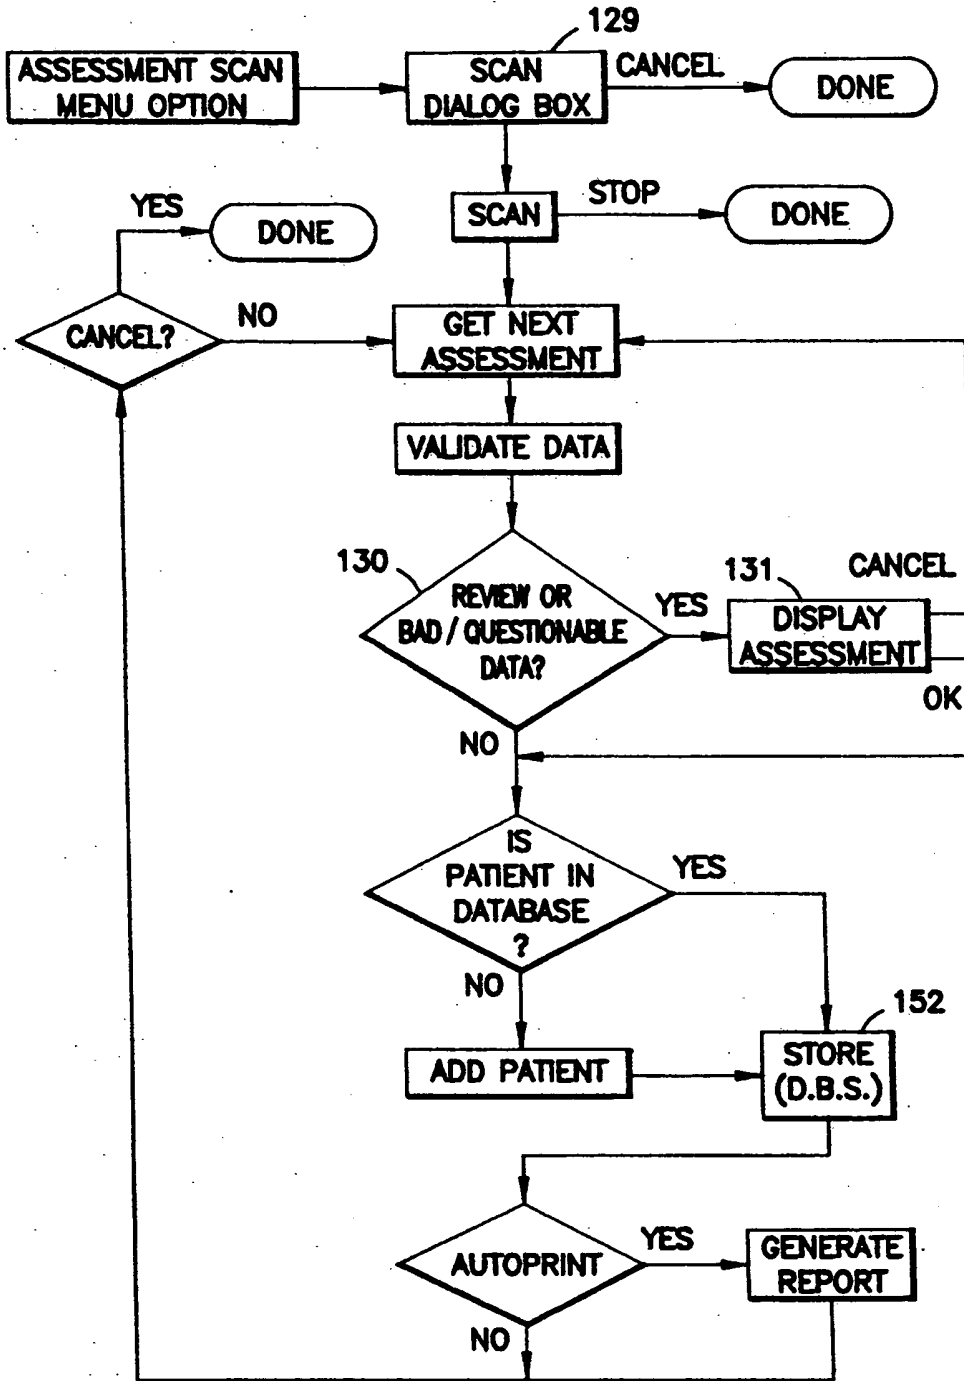 129
ASSESSMENT SCAN
MENU OPTION
SCAN
DIALOG BOX
CANCEL
DONE
YES
DONE
SCAN
STOP
DONE
CANCEL?
NO
GET NEXT
ASSESSMENT
VALIDATE DATA
130
REVIEW OR
BAD / QUESTIONABLE
DATA?
YES
131
DISPLAY
ASSESSMENT
CANCEL
OK
NO
IS
PATIENT IN
DATABASE
?
YES
NO
ADD PATIENT
152
STORE
(D.B.S.)
AUTOPRINT
YES
GENERATE
REPORT
NO